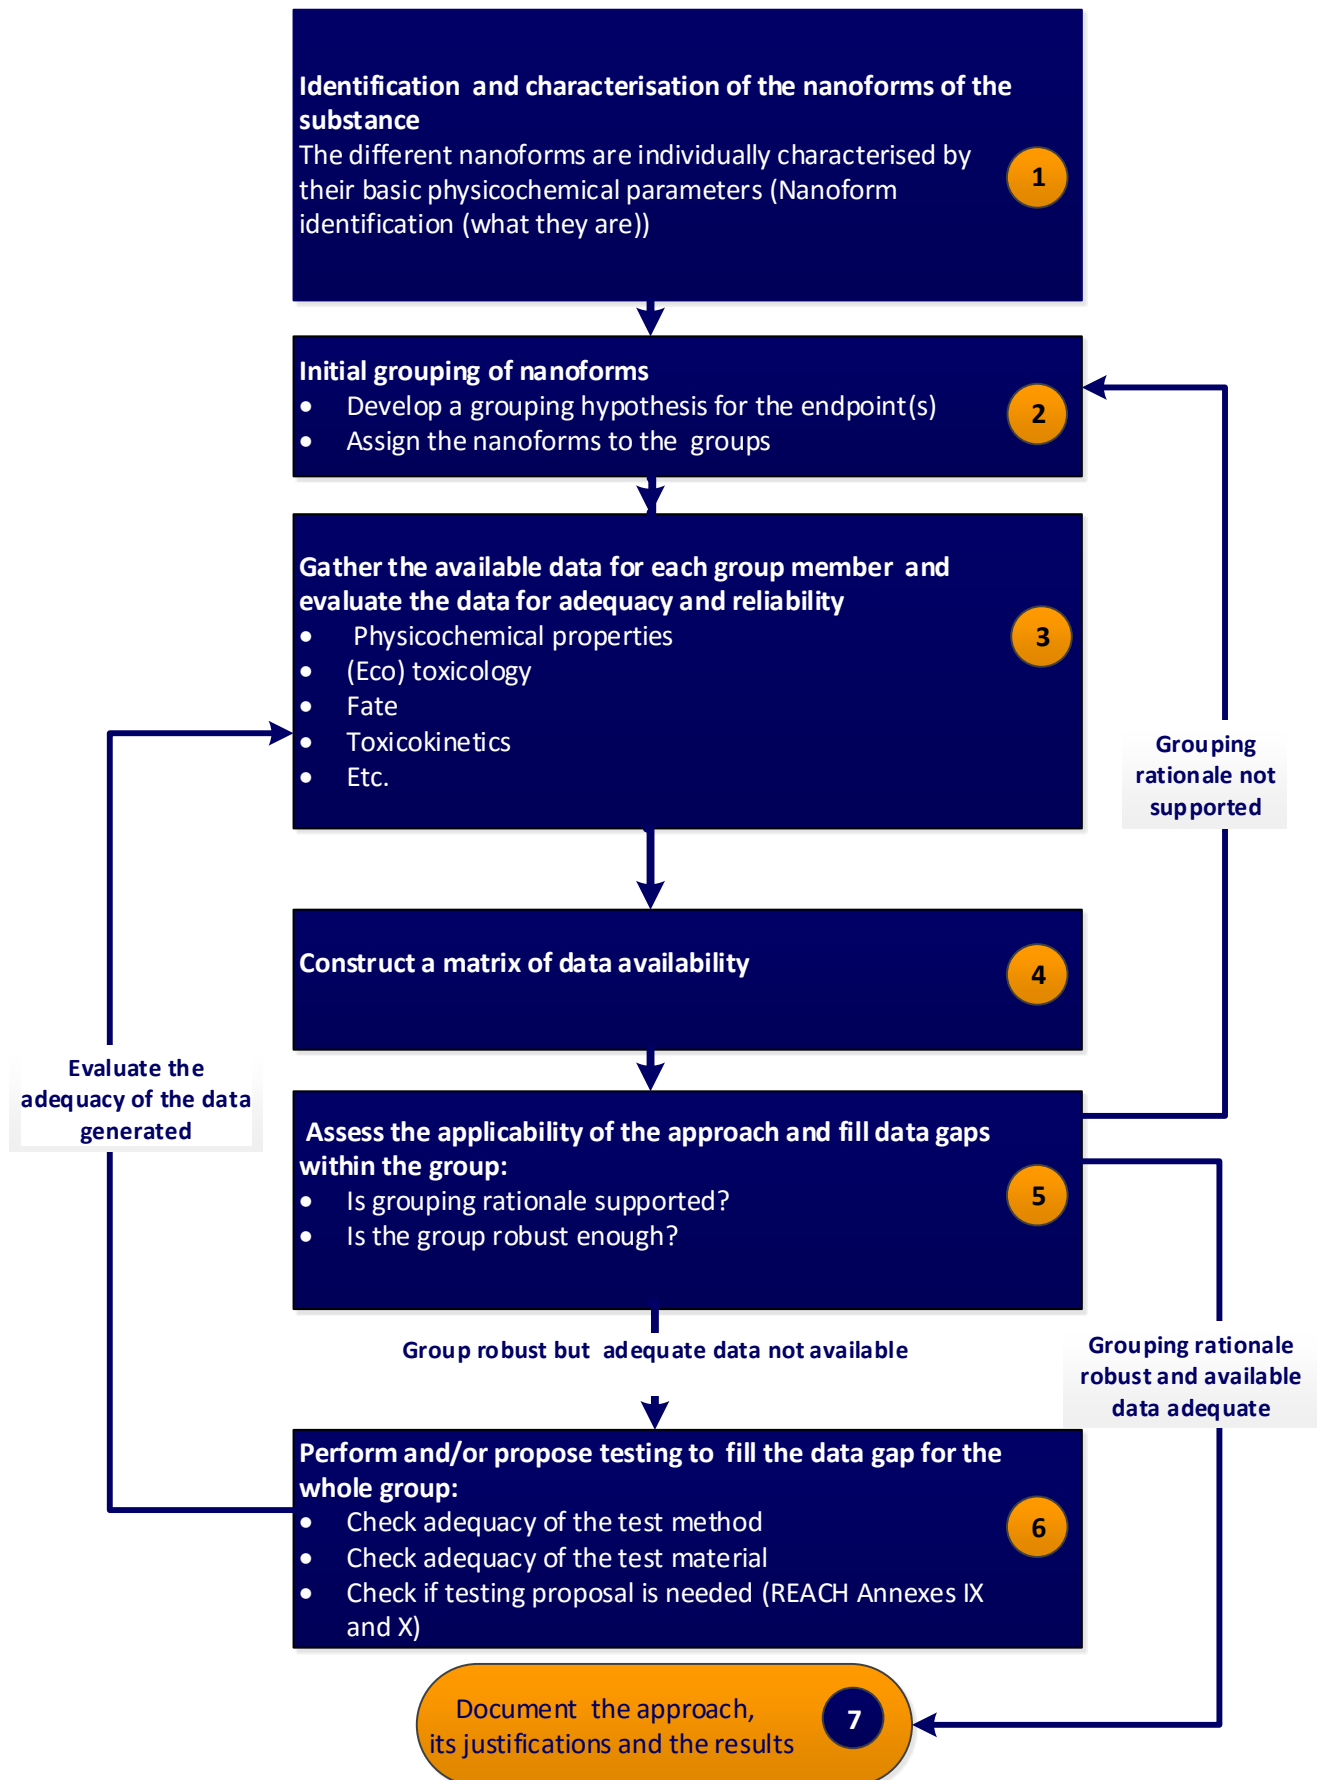 Identification and characterisation of the nanoforms of the
substance
The different nanoforms are individually characterised by
their basic physicochemical parameters (Nanoform
identification (what they are))
1
Initial grouping of nanoforms
• Develop a grouping hypothesis for the endpoint(s)
• Assign the nanoforms to the groups
2
Gather the available data for each group member and
evaluate the data for adequacy and reliability
• Physicochemical properties
• (Eco) toxicology
• Fate
• Toxicokinetics
• Etc.
3
Grouping
rationale not
supported
Construct a matrix of data availability
4
Evaluate the
adequacy of the data
generated
Assess the applicability of the approach and fill data gaps
within the group:
• Is grouping rationale supported?
• Is the group robust enough?
5
Group robust but adequate data not available
Grouping rationale
robust and available
data adequate
Perform and/or propose testing to fill the data gap for the
whole group:
• Check adequacy of the test method
• Check adequacy of the test material
• Check if testing proposal is needed (REACH Annexes IX
and X)
6
Document the approach,
its justifications and the results
7